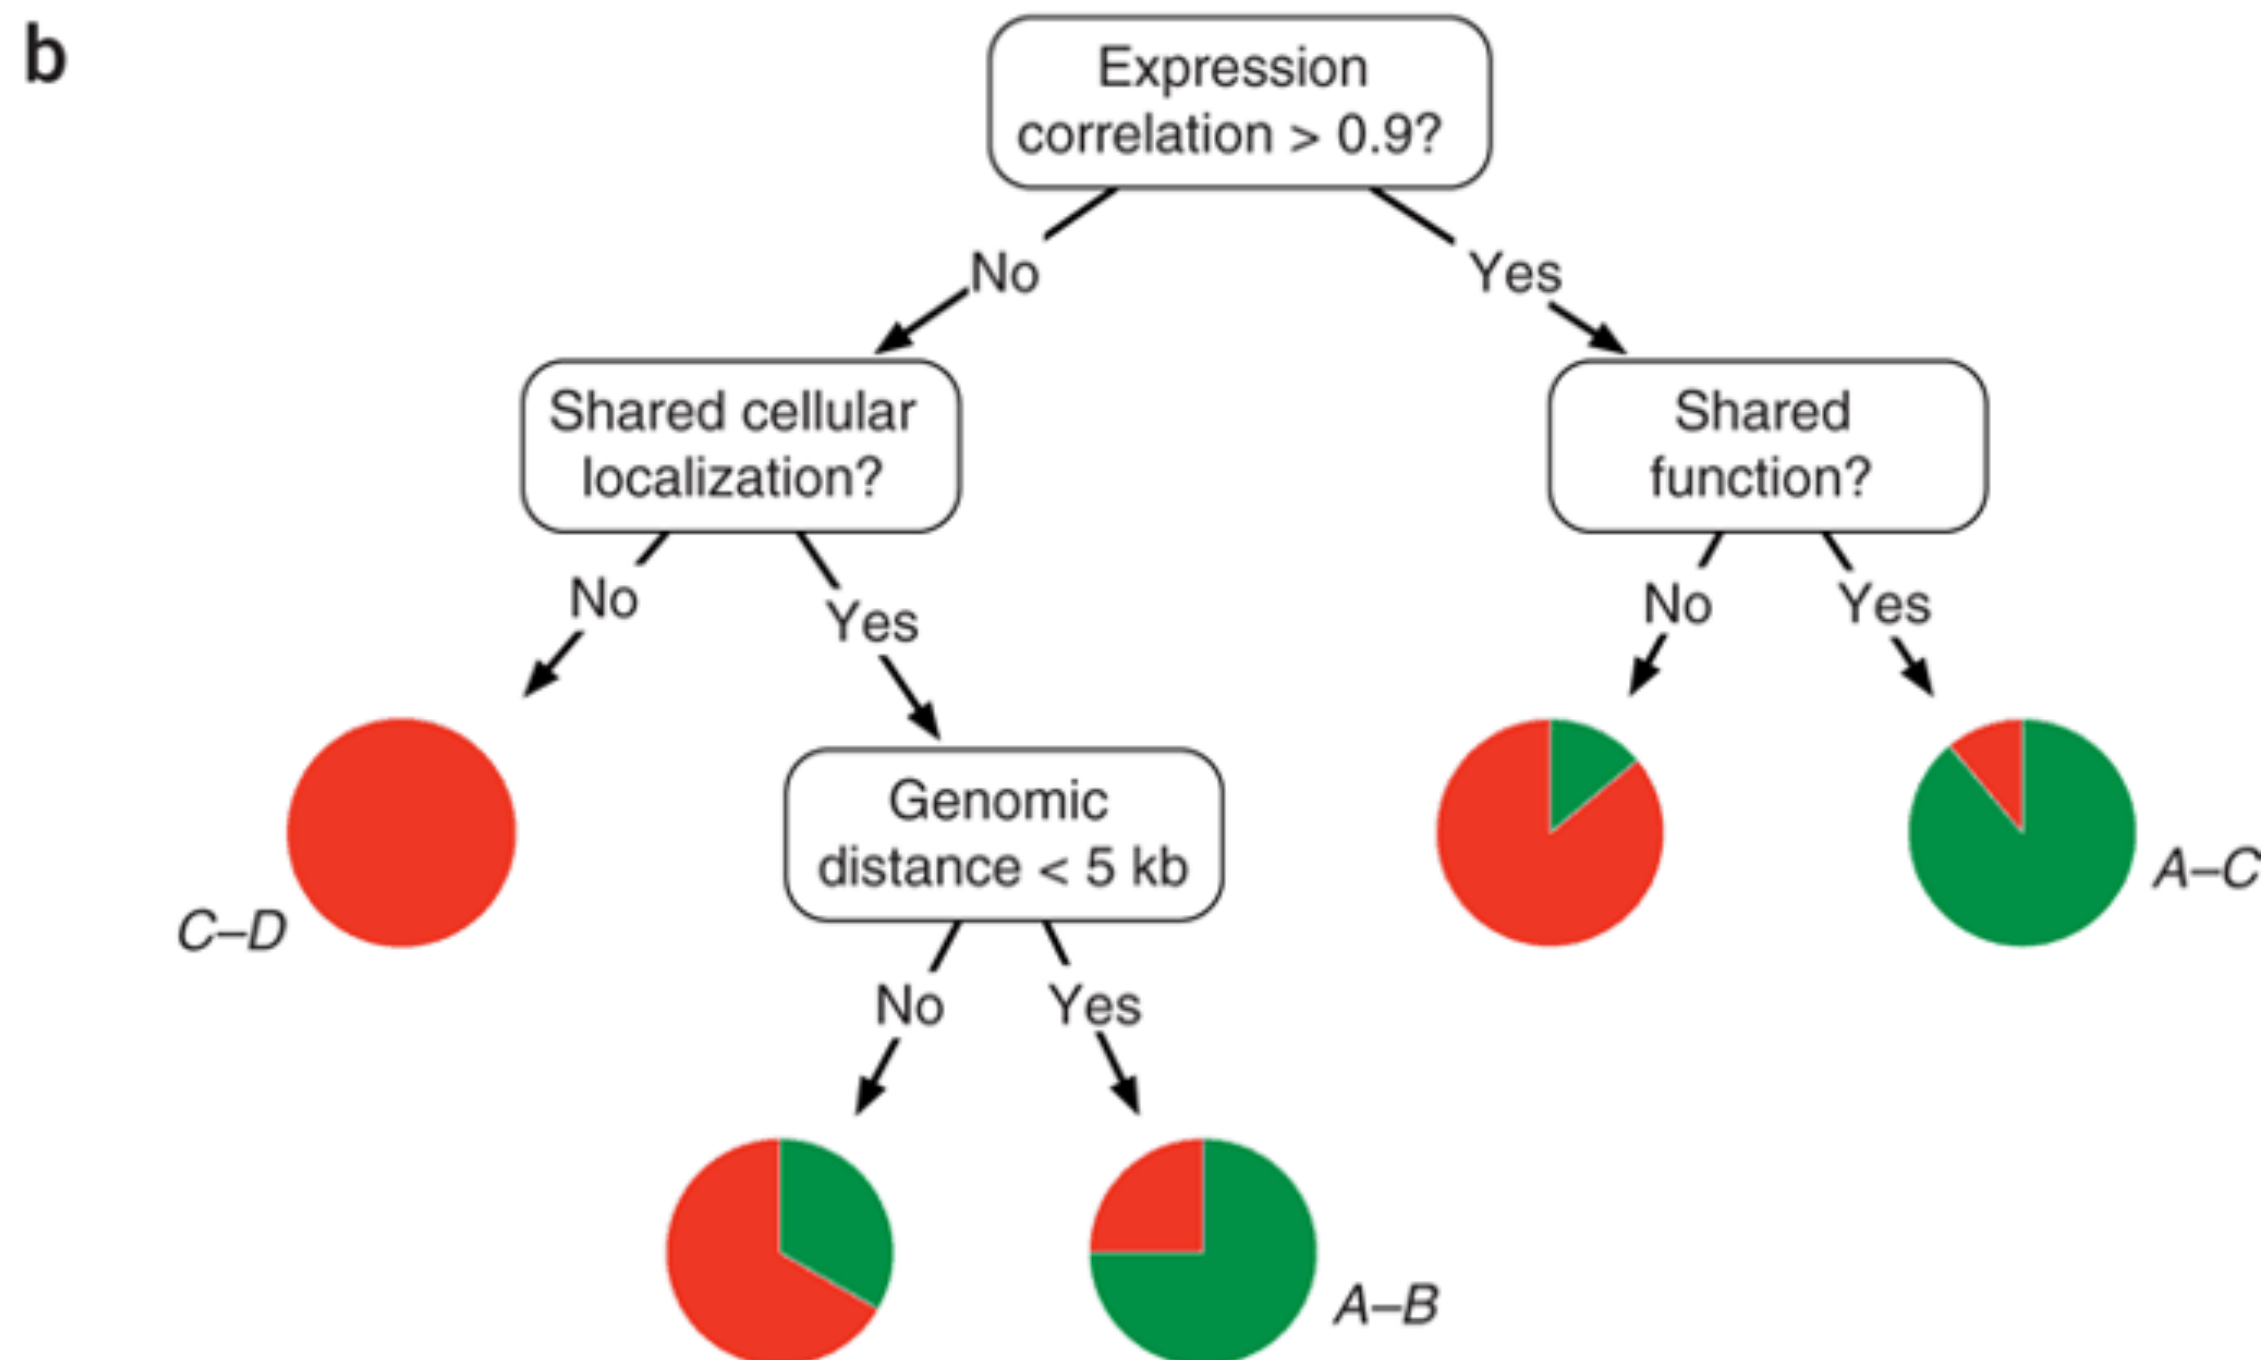 b
Expression
correlation > 0.9?
No
Yes
Shared cellular
localization?
Shared
function?
No
Yes
No
Yes
Genomic
distance < 5 kb
C–D
A–C
No
Yes
A–B